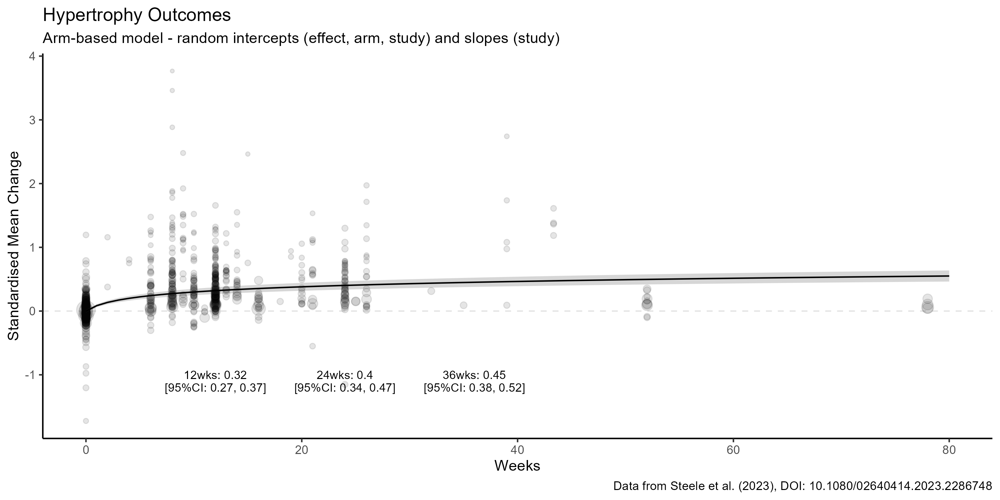 Hypertrophy Outcomes
Arm-based model - random intercepts (effect, arm, study) and slopes (study)
Standardised Mean Change
4
3
2
1
0
-1
12wks: 0.32
[95%CI: 0.27, 0.37]
24wks: 0.4
[95%CI: 0.34, 0.47]
36wks: 0.45
[95%CI: 0.38, 0.52]
0
20
40
60
80
Weeks
Data from Steele et al. (2023), DOI: 10.1080/02640414.2023.2286748